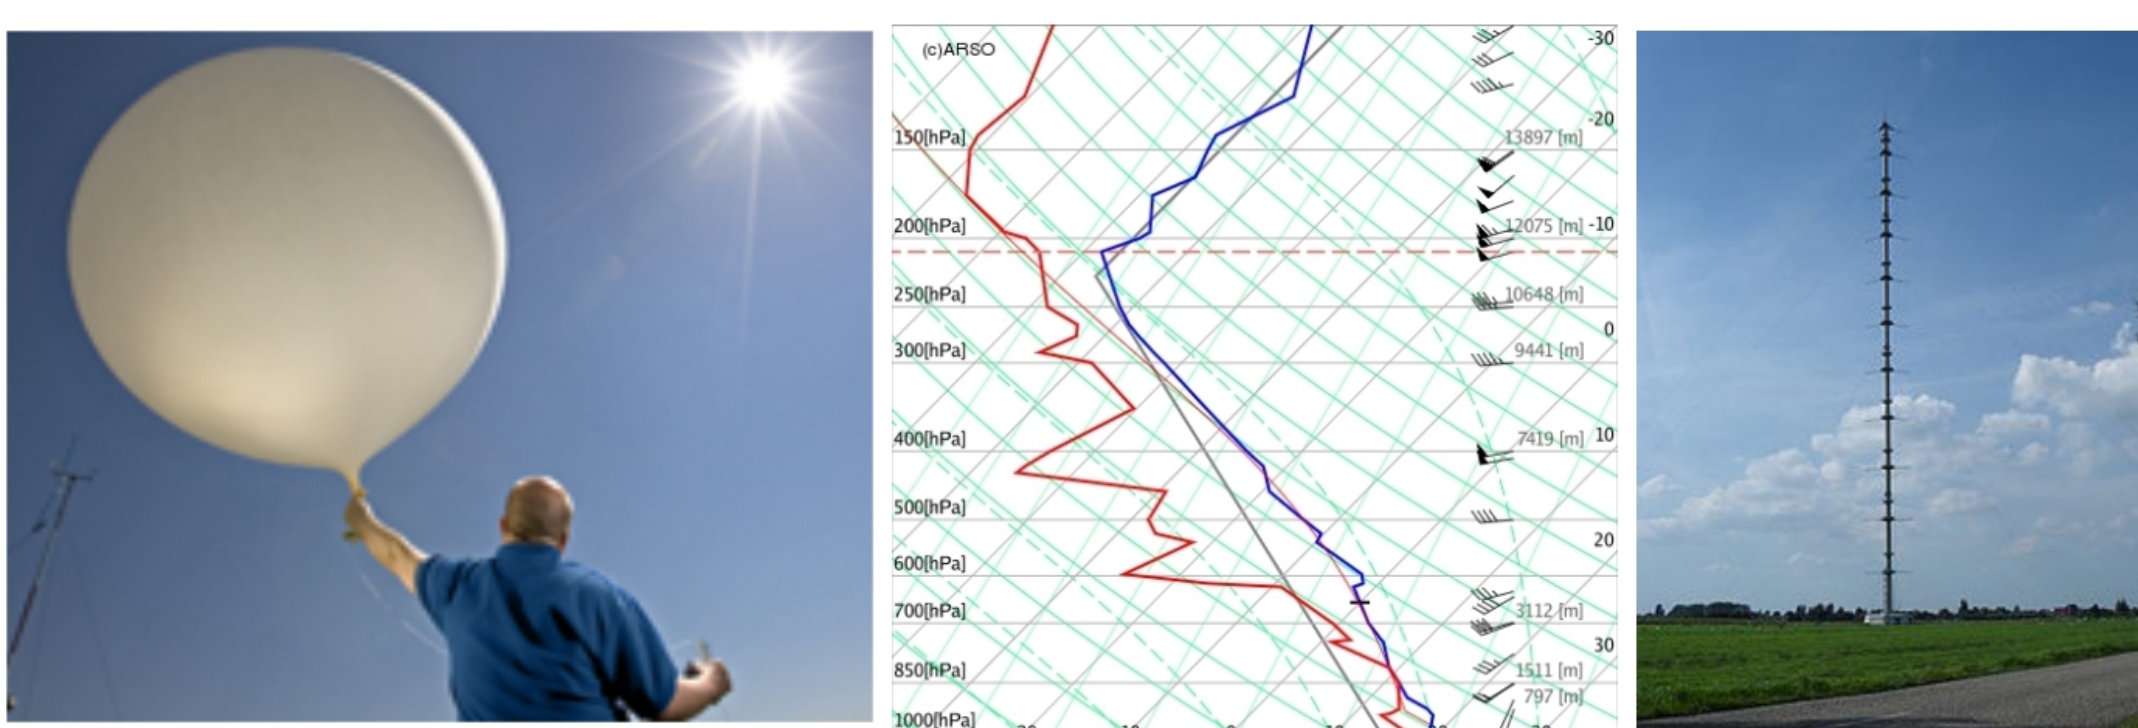 (c)ARSO
-30
-20
150[hPa]
13897 [m]
200[hPa]
12075 [m]
-10
250[hPa]
10648 [m]
0
300[hPa]
9441 [m]
400[hPa]
7419 [m]
10
500[hPa]
20
600[hPa]
700[hPa]
3112 [m]
30
850[hPa]
1511 [m]
797 [m]
1000[hPa]